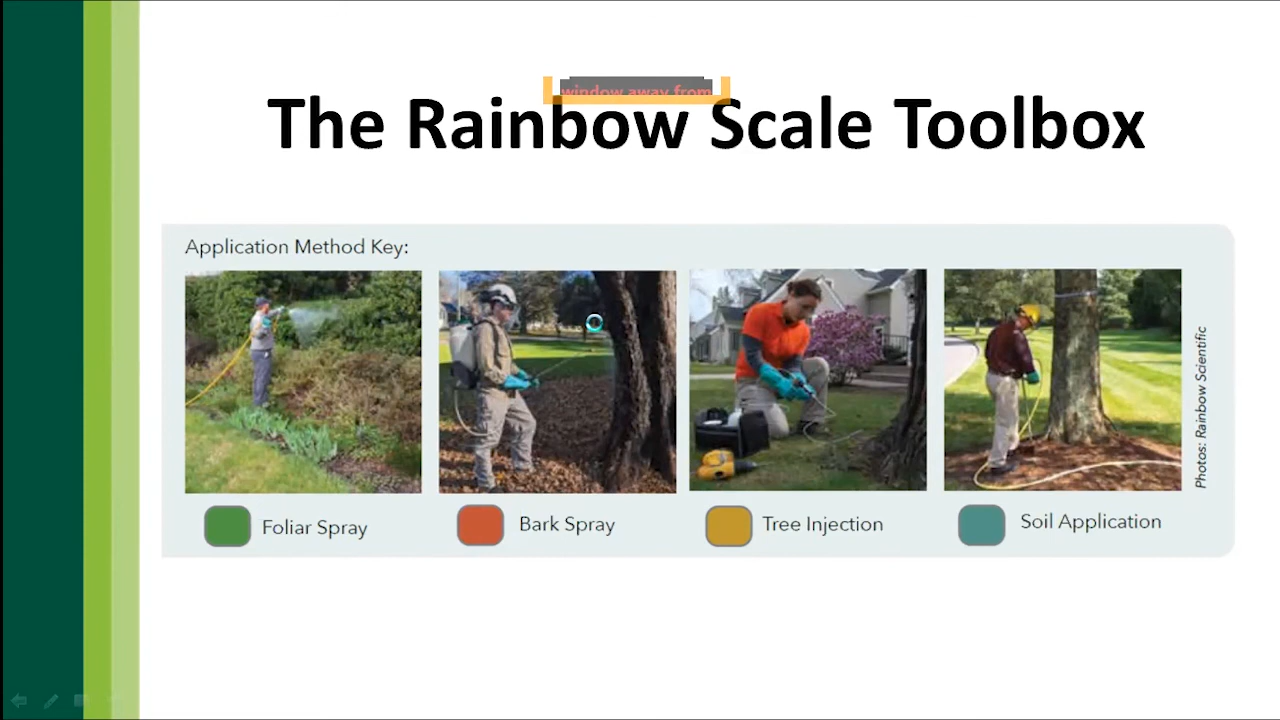 window away from
The Rainbow Scale Toolbox
Application Method Key:
Photos: Rainbow Scientific
Foliar Spray
Bark Spray
Tree Injection
Soil Application